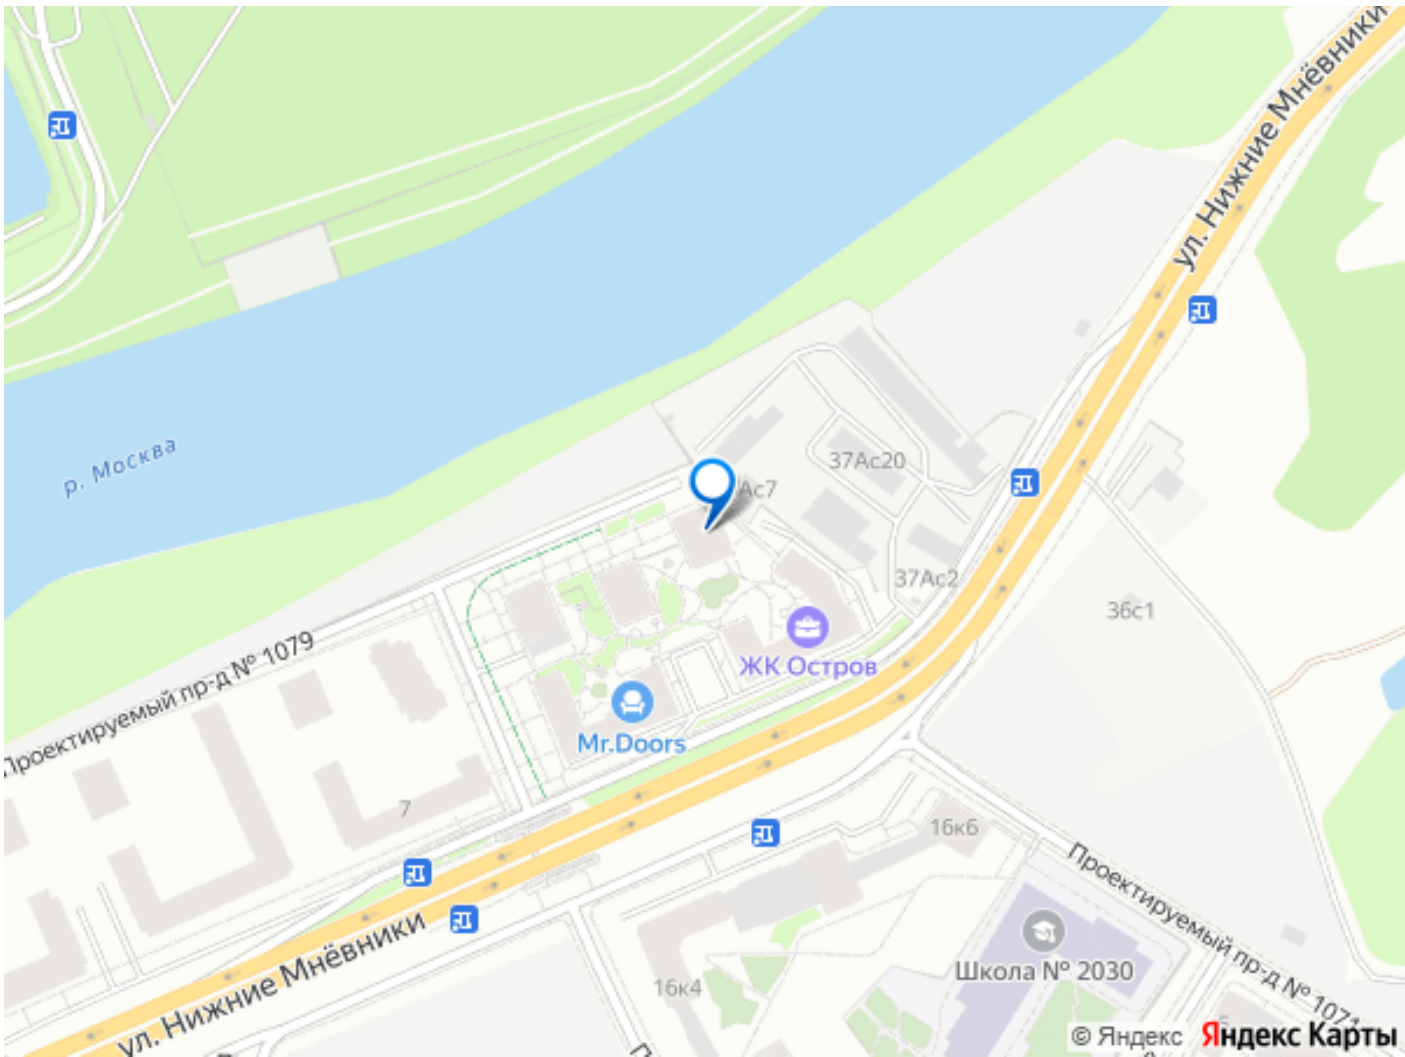 ул. Нижние Мнёвники
р. Москва
Ас7
37Ас20
37Ас2
36с1
ЖК Остров
Проектируемый пр-д № 1079
Mr.Doors
7
16к6
Проектируемый пр-д № 1071
ул. Нижние Мнёвники
Школа № 2030
16к4
© Яндекс Яндекс Карты